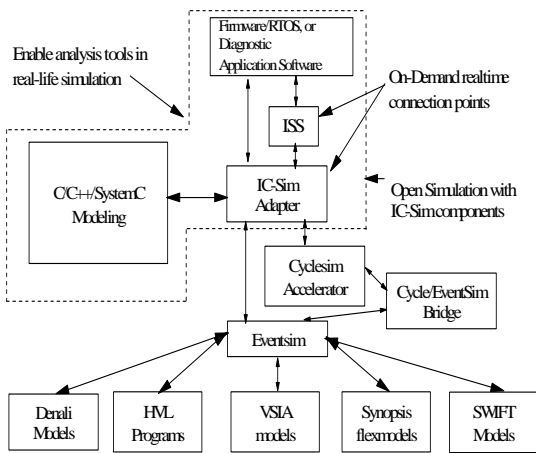 Firmware/RTOS, or
Diagnostic
Application Software
Enable analysis tools in
real-life simulation
On-Demand realtime
connection points
ISS
C/C++/SystemC
Modeling
IC-Sim
Adapter
Open Simulation with
IC-Sim components
Cyclesim
Accelerator
Cycle/EventSim
Bridge
Eventsim
Denali
Models
HVL
Programs
VSIA
models
Synopsis
flexmodels
SWIFT
Models